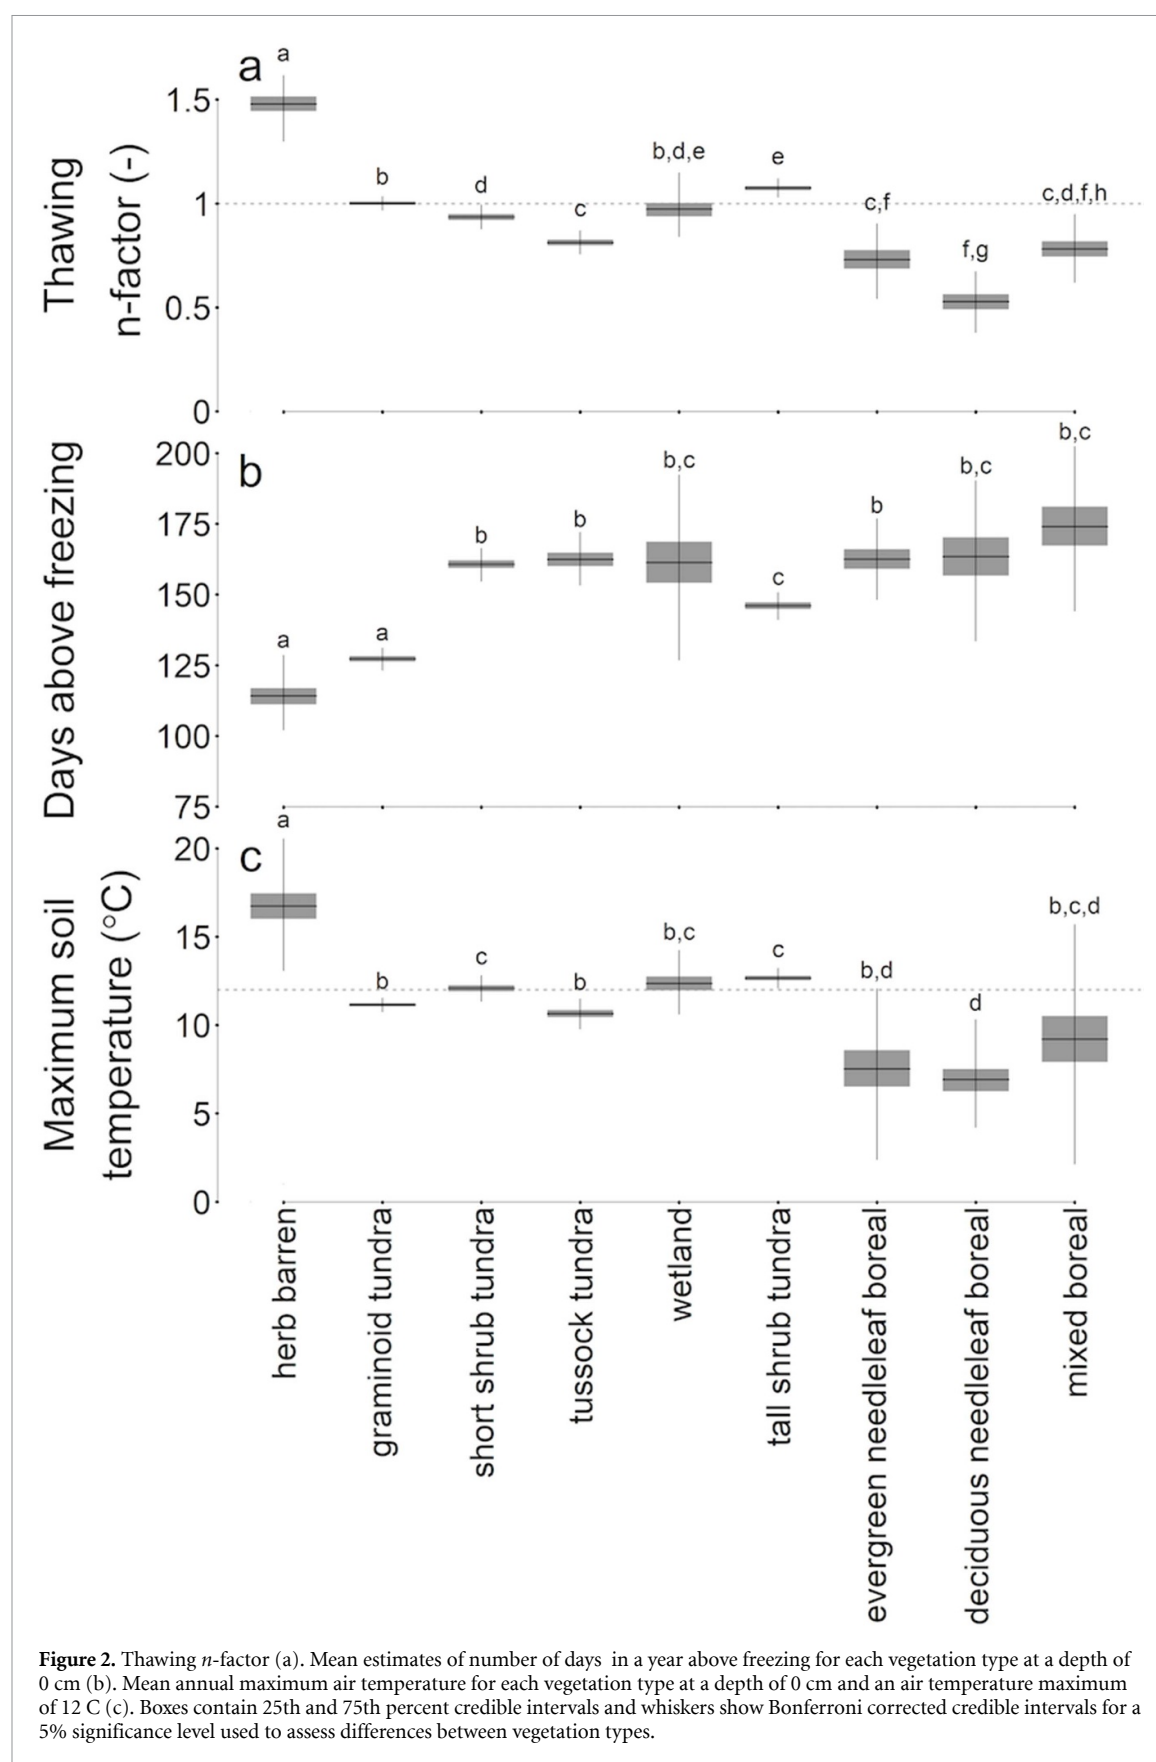 a
a
1.5
1
0.5
0
Thawing
n-factor (-)
b
d
c
b,d,e
e
c,f
f,g
c,d,f,h
b
200
175
150
125
100
75
Days above freezing
a
a
b
b
b,c
c
b
b,c
b,c
c
20
15
10
5
0
Maximum soil
temperature (°C)
a
b
c
b
b,c
c
b,d
d
b,c,d
herb barren
graminoid tundra
short shrub tundra
tussock tundra
wetland
tall shrub tundra
evergreen needleleaf boreal
deciduous needleleaf boreal
mixed boreal
Figure 2. Thawing n-factor (a). Mean estimates of number of days in a year above freezing for each vegetation type at a depth of
0 cm (b). Mean annual maximum air temperature for each vegetation type at a depth of 0 cm and an air temperature maximum
of 12 C (c). Boxes contain 25th and 75th percent credible intervals and whiskers show Bonferroni corrected credible intervals for a
5% significance level used to assess differences between vegetation types.